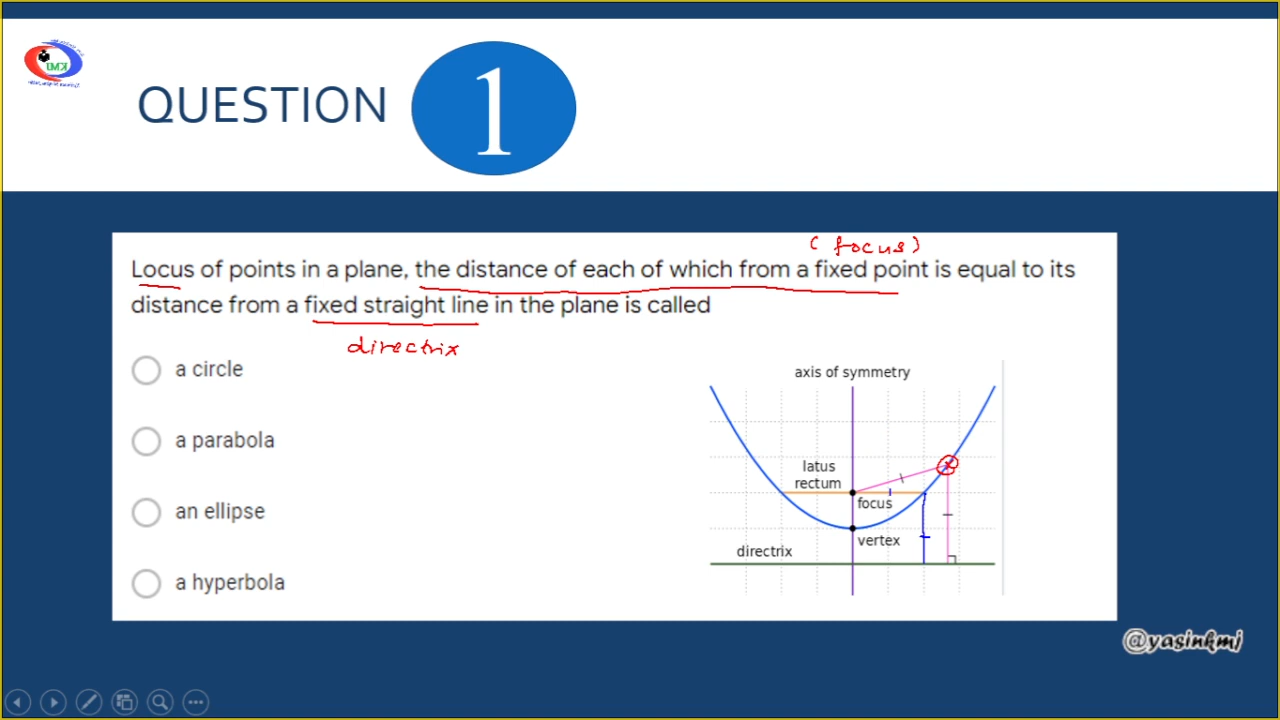 QUESTION 1
(focus)
Locus of points in a plane, the distance of each of which from a fixed point is equal to its
distance from a fixed straight line in the plane is called
directrix
a circle
a parabola
an ellipse
a hyperbola
axis of symmetry
latus
rectum
focus
vertex
directrix
@yasinkmi